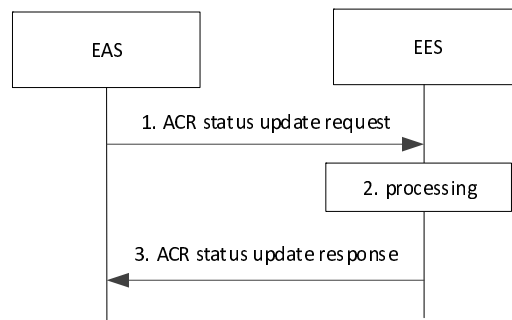 EAS
EES
1. ACR status update request
2. processing
3. ACR status update response